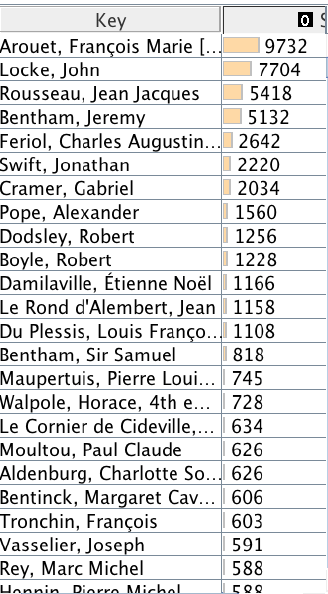 Key 0
Arouet, François Marie [... 9732
Locke, John 7704
Rousseau, Jean Jacques 5418
Bentham, Jeremy 5132
Feriol, Charles Augustin... 2642
Swift, Jonathan 2220
Cramer, Gabriel 2034
Pope, Alexander 1560
Dodsley, Robert 1256
Boyle, Robert 1228
Damilaville, Étienne Noël 1166
Le Rond d'Alembert, Jean 1158
Du Plessis, Louis Franço... 1108
Bentham, Sir Samuel 818
Maupertuis, Pierre Loui... 745
Walpole, Horace, 4th e... 728
Le Cornier de Cideville,... 634
Moultou, Paul Claude 626
Aldenburg, Charlotte So... 626
Bentinck, Margaret Cav... 606
Tronchin, François 603
Vasselier, Joseph 591
Rey, Marc Michel 588
Hennin, Pierre Michel 588